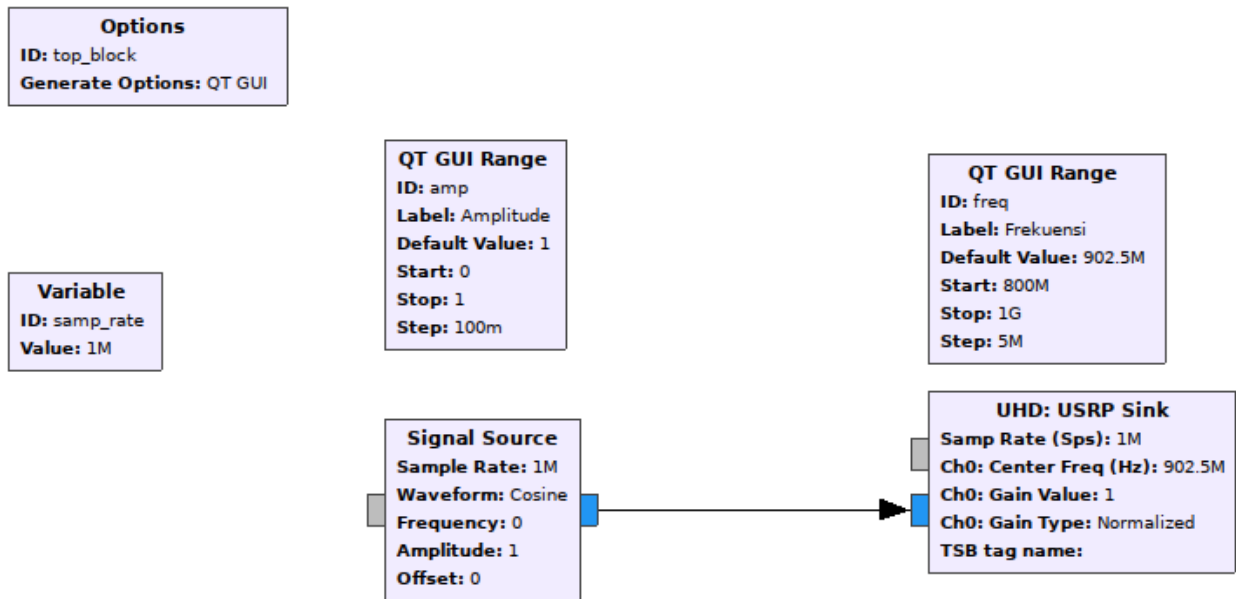 Options
ID: top_block
Generate Options: QT GUI
Variable
ID: samp_rate
Value: 1M
QT GUI Range
ID: amp
Label: Amplitude
Default Value: 1
Start: 0
Stop: 1
Step: 100m
QT GUI Range
ID: freq
Label: Frekuensi
Default Value: 902.5M
Start: 800M
Stop: 1G
Step: 5M
Signal Source
Sample Rate: 1M
Waveform: Cosine
Frequency: 0
Amplitude: 1
Offset: 0
UHD: USRP Sink
Samp Rate (Sps): 1M
Ch0: Center Freq (Hz): 902.5M
Ch0: Gain Value: 1
Ch0: Gain Type: Normalized
TSB tag name: